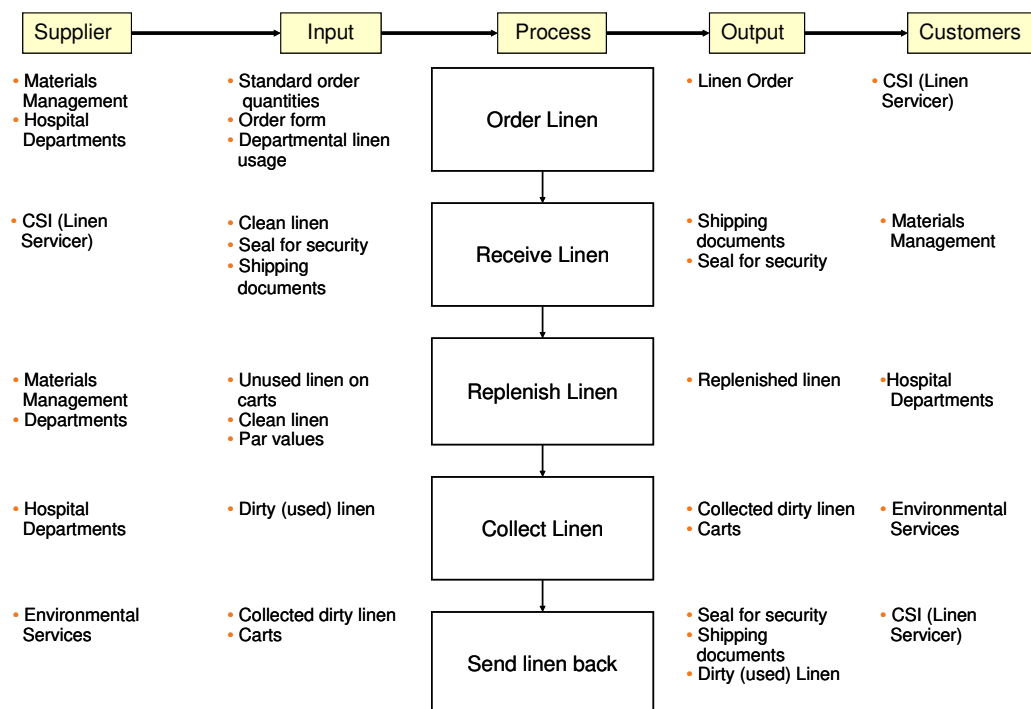 Supplier
Input
Process
Output
Customers
• Materials
Management
• Hospital
Departments
• Standard order
quantities
• Order form
• Departmental linen
usage
Order Linen
• Linen Order
• CSI (Linen
Servicer)
• CSI (Linen
Servicer)
• Clean linen
• Seal for security
• Shipping
documents
Receive Linen
• Shipping
documents
• Seal for security
• Materials
Management
• Materials
Management
• Departments
• Unused linen on
carts
• Clean linen
• Par values
Replenish Linen
• Replenished linen
•Hospital
Departments
• Hospital
Departments
• Dirty (used) linen
Collect Linen
• Collected dirty linen
• Carts
• Environmental
Services
• Environmental
Services
• Collected dirty linen
• Carts
Send linen back
• Seal for security
• Shipping
documents
• Dirty (used) Linen
• CSI (Linen
Servicer)